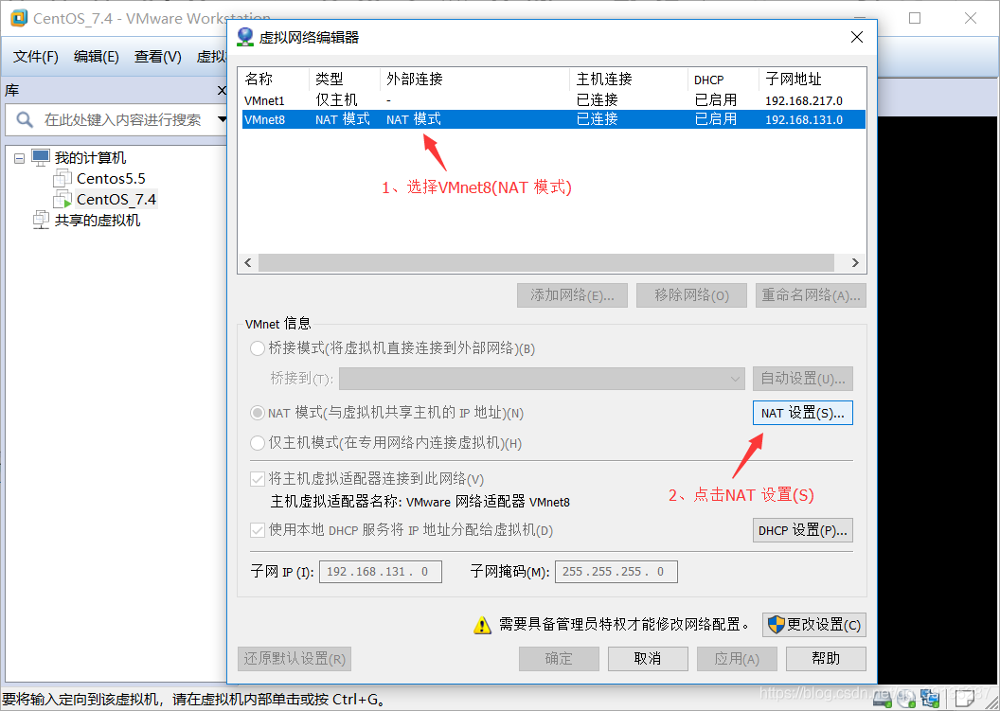 CentOS_7.4 - VMware Workstation
文件(F) 编辑(E) 查看(V) 虚拟
库
在此处键入内容进行搜索
我的计算机
Centos5.5
CentOS_7.4
共享的虚拟机
虚拟网络编辑器
名称 类型 外部连接 主机连接 DHCP 子网地址
VMnet1 仅主机 - 已连接 已启用 192.168.217.0
VMnet8 NAT 模式 NAT 模式 已连接 已启用 192.168.131.0
1、选择VMnet8(NAT 模式)
添加网络(E)... 移除网络(O) 重命名网络(A)...
VMnet 信息
桥接模式(将虚拟机直接连接到外部网络)(B)
桥接到(T): 自动设置(U)...
NAT 模式(与虚拟机共享主机的 IP 地址)(N) NAT 设置(S)...
仅主机模式(在专用网络内连接虚拟机)(H)
将主机虚拟适配器连接到此网络(V)
2、点击NAT 设置(S)
主机虚拟适配器名称: VMware 网络适配器 VMnet8
使用本地 DHCP 服务将 IP 地址分配给虚拟机(D) DHCP 设置(P)...
子网 IP (I): 192.168.131. 0 子网掩码(M): 255.255.255. 0
需要具备管理员特权才能修改网络配置。 更改设置(C)
还原默认设置(R) 确定 取消 应用(A) 帮助
要将输入定向到该虚拟机，请在虚拟机内部单击或按 Ctrl+G。